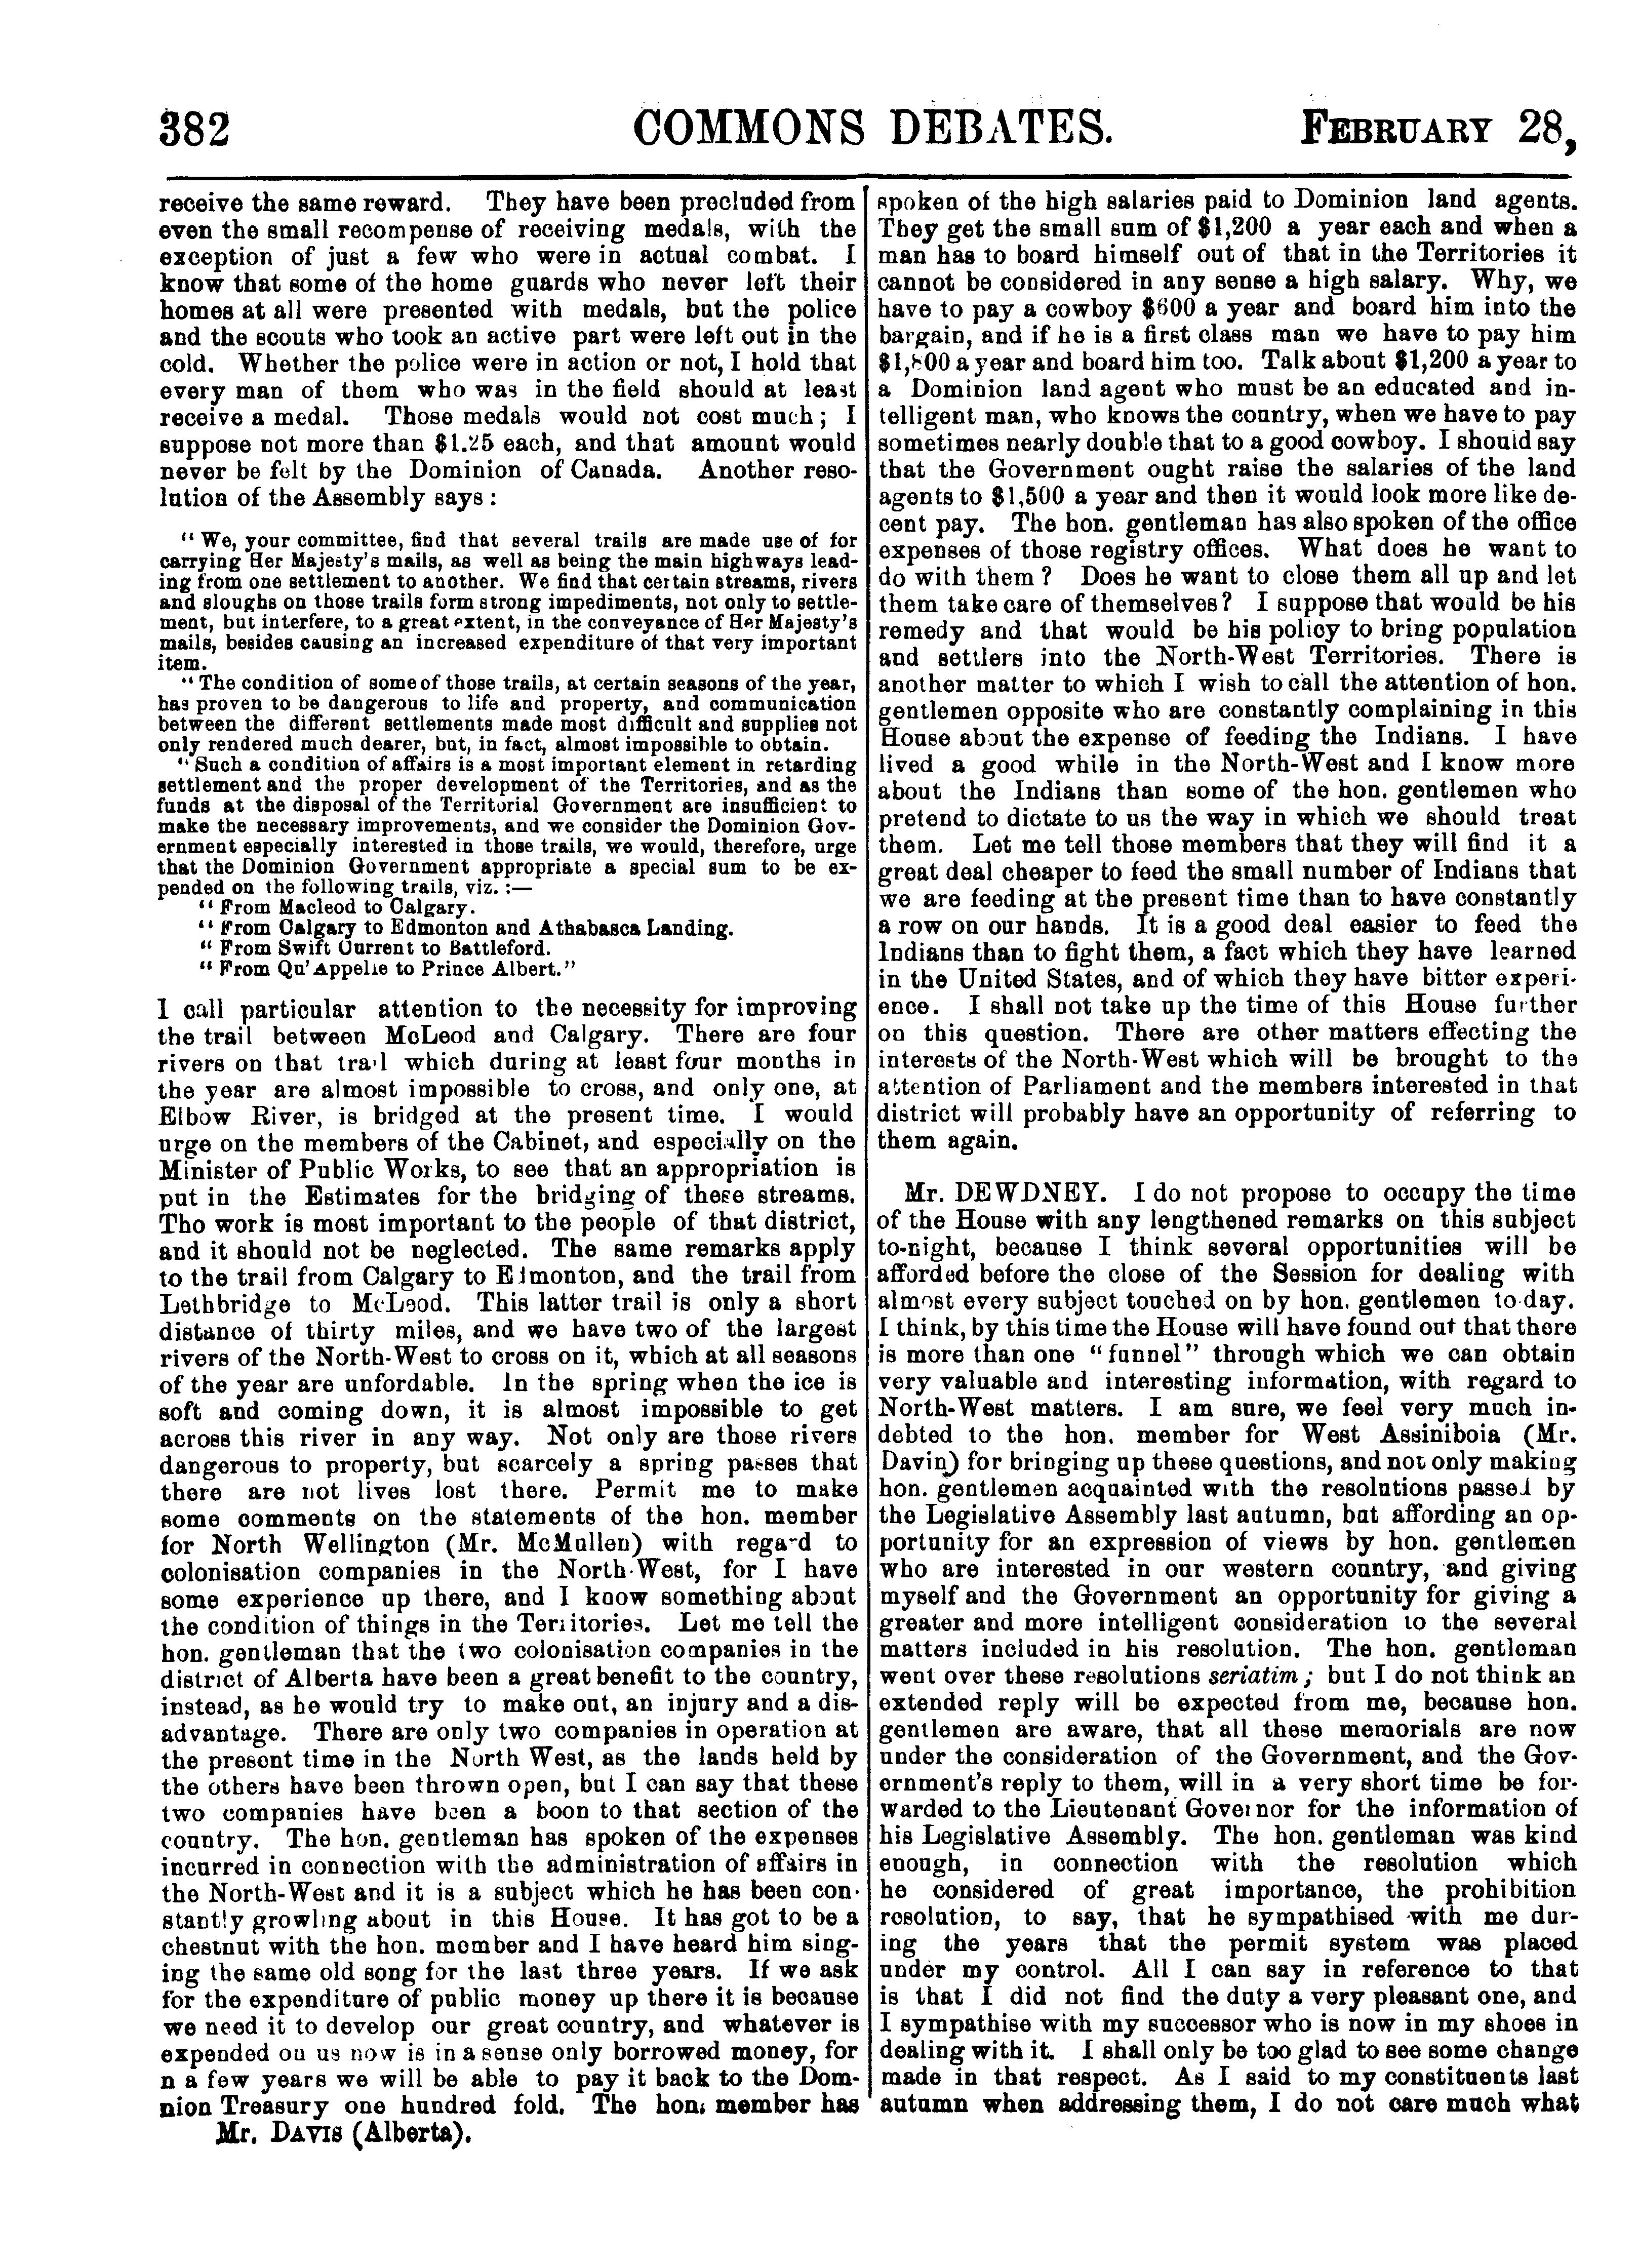 382 COMMONS DEBATES. FEBRUARY 28,
receive the same reward. They have been precluded from
even the small recompense of receiving medals, with the
exception of just a few who were in actual combat. I
know that some of the home guards who never left their
homes at all were presented with medals, but the police
and the scouts who took an active part were left out in the
cold. Whether the police were in action or not, I hold that
every man of them who was in the field should at least
receive a medal. Those medals would not cost much; I
suppose not more than $1.25 each, and that amount would
never be felt by the Dominion of Canada. Another reso-
lution of the Assembly says:
"We, your committee, find that several trails are made use of for
carrying Her Majesty's mails, as well as being the main highways lead-
ing from one settlement to another. We find that certain streams, rivers
and sloughs on those trails form strong impediments, not only to settle-
ment, but interfere, to a great extent, in the conveyance of Her Majesty's
mails, besides causing an increased expenditure of that very important
item.
"The condition of some of those trails, at certain seasons of the year,
has proven to be dangerous to life and property, and communication
between the different settlements made most difficult and supplies not
only rendered much dearer, but, in fact, almost impossible to obtain.
"Such a condition of affairs is a most important element in retarding
settlement and the proper development of the Territories, and as the
funds at the disposal of the Territorial Government are insufficient to
make the necessary improvements, and we consider the Dominion Gov-
ernment especially interested in those trails, we would, therefore, urge
that the Dominion Government appropriate a special sum to be ex-
pended on the following trails, viz.:—
"From Macleod to Calgary.
"From Calgary to Edmonton and Athabasca Landing.
"From Swift Current to Battleford.
"From Qu'Appelle to Prince Albert."
I call particular attention to the necessity for improving
the trail between McLeod and Calgary. There are four
rivers on that trail which during at least four months in
the year are almost impossible to cross, and only one, at
Elbow River, is bridged at the present time. I would
urge on the members of the Cabinet, and especially on the
Minister of Public Works, to see that an appropriation is
put in the Estimates for the bridging of these streams.
Tho work is most important to the people of that district,
and it should not be neglected. The same remarks apply
to the trail from Calgary to Edmonton, and the trail from
Lethbridge to McLeod. This latter trail is only a short
distance of thirty miles, and we have two of the largest
rivers of the North-West to cross on it, which at all seasons
of the year are unfordable. In the spring when the ice is
soft and coming down, it is almost impossible to get
across this river in any way. Not only are those rivers
dangerous to property, but scarcely a spring passes that
there are not lives lost there. Permit me to make
some comments on the statements of the hon. member
for North Wellington (Mr. McMullen) with regard to
colonisation companies in the North-West, for I have
some experience up there, and I know something about
the condition of things in the Territories. Let me tell the
hon. gentleman that the two colonisation companies in the
district of Alberta have been a great benefit to the country,
instead, as he would try to make out, an injury and a dis-
advantage. There are only two companies in operation at
the present time in the North West, as the lands held by
the others have been thrown open, but I can say that these
two companies have been a boon to that section of the
country. The hon. gentleman has spoken of the expenses
incurred in connection with the administration of affairs in
the North-West and it is a subject which he has been con-
stantly growling about in this House. It has got to be a
chestnut with the hon. member and I have heard him sing-
ing the same old song for the last three years. If we ask
for the expenditure of public money up there it is because
we need it to develop our great country, and whatever is
expended on us now is in a sense only borrowed money, for
n a few years we will be able to pay it back to the Dom-
nion Treasury one hundred fold. The hon. member has
Mr. DAVIS (Alberta).
spoken of the high salaries paid to Dominion land agents.
They get the small sum of $1,200 a year each and when a
man has to board himself out of that in the Territories it
cannot be considered in any sense a high salary. Why, we
have to pay a cowboy $600 a year and board him into the
bargain, and if he is a first class man we have to pay him
$1,800 a year and board him too. Talk about $1,200 a year to
a Dominion land agent who must be an educated and in-
telligent man, who knows the country, when we have to pay
sometimes nearly double that to a good cowboy. I should say
that the Government ought raise the salaries of the land
agents to $1,500 a year and then it would look more like de-
cent pay. The hon. gentleman has also spoken of the office
expenses of those registry offices. What does he want to
do with them? Does he want to close them all up and let
them take care of themselves? I suppose that would be his
remedy and that would be his policy to bring population
and settlers into the North-West Territories. There is
another matter to which I wish to call the attention of hon.
gentlemen opposite who are constantly complaining in this
House about the expense of feeding the Indians. I have
lived a good while in the North-West and I know more
about the Indians than some of the hon. gentlemen who
pretend to dictate to us the way in which we should treat
them. Let me tell those members that they will find it a
great deal cheaper to feed the small number of Indians that
we are feeding at the present time than to have constantly
a row on our hands. It is a good deal easier to feed the
Indians than to fight them, a fact which they have learned
in the United States, and of which they have bitter experi-
ence. I shall not take up the time of this House further
on this question. There are other matters effecting the
interests of the North-West which will be brought to the
attention of Parliament and the members interested in that
district will probably have an opportunity of referring to
them again.
Mr. DEWDNEY. I do not propose to occupy the time
of the House with any lengthened remarks on this subject
to-night, because I think several opportunities will be
afforded before the close of the Session for dealing with
almost every subject touched on by hon. gentlemen to-day.
I think, by this time the House will have found out that there
is more than one "funnel" through which we can obtain
very valuable and interesting information, with regard to
North-West matters. I am sure, we feel very much in-
debted to the hon. member for West Assiniboia (Mr.
Davin) for bringing up these questions, and not only making
hon. gentlemen acquainted with the resolutions passed by
the Legislative Assembly last autumn, but affording an op-
portunity for an expression of views by hon. gentlemen
who are interested in our western country, and giving
myself and the Government an opportunity for giving a
greater and more intelligent consideration to the several
matters included in his resolution. The hon. gentleman
went over these resolutions seriatim; but I do not think an
extended reply will be expected from me, because hon.
gentlemen are aware, that all these memorials are now
under the consideration of the Government, and the Gov-
ernment's reply to them, will in a very short time be for-
warded to the Lieutenant Governor for the information of
his Legislative Assembly. The hon. gentleman was kind
enough, in connection with the resolution which
he considered of great importance, the prohibition
resolution, to say, that he sympathised with me dur-
ing the years that the permit system was placed
under my control. All I can say in reference to that
is that I did not find the duty a very pleasant one, and
I sympathise with my successor who is now in my shoes in
dealing with it. I shall only be too glad to see some change
made in that respect. As I said to my constituents last
autumn when addressing them, I do not care much what